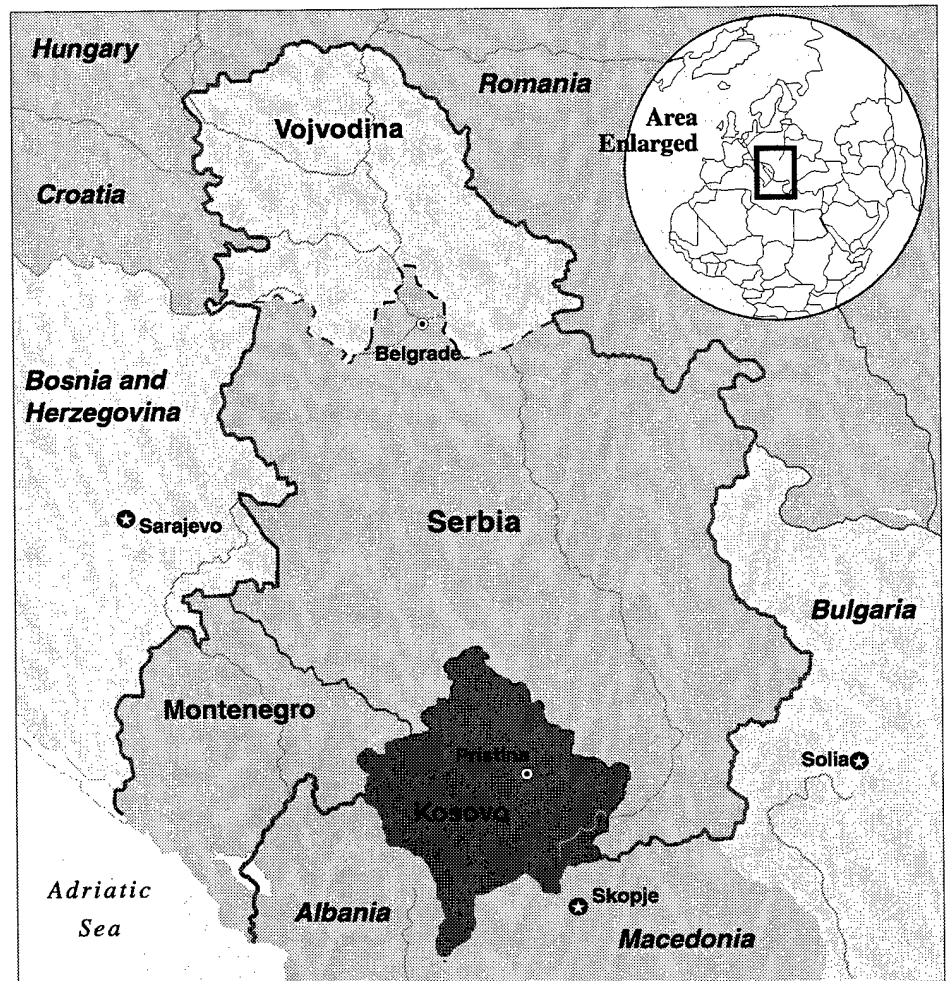 Hungary
Romania
Area
Enlarged
Vojvodina
Croatia
Belgrade
Bosnia and
Herzegovina
Sarajevo
Serbia
Bulgaria
Montenegro
Pristina
Solia
Kosovo
Adriatic
Sea
Albania
Skopje
Macedonia